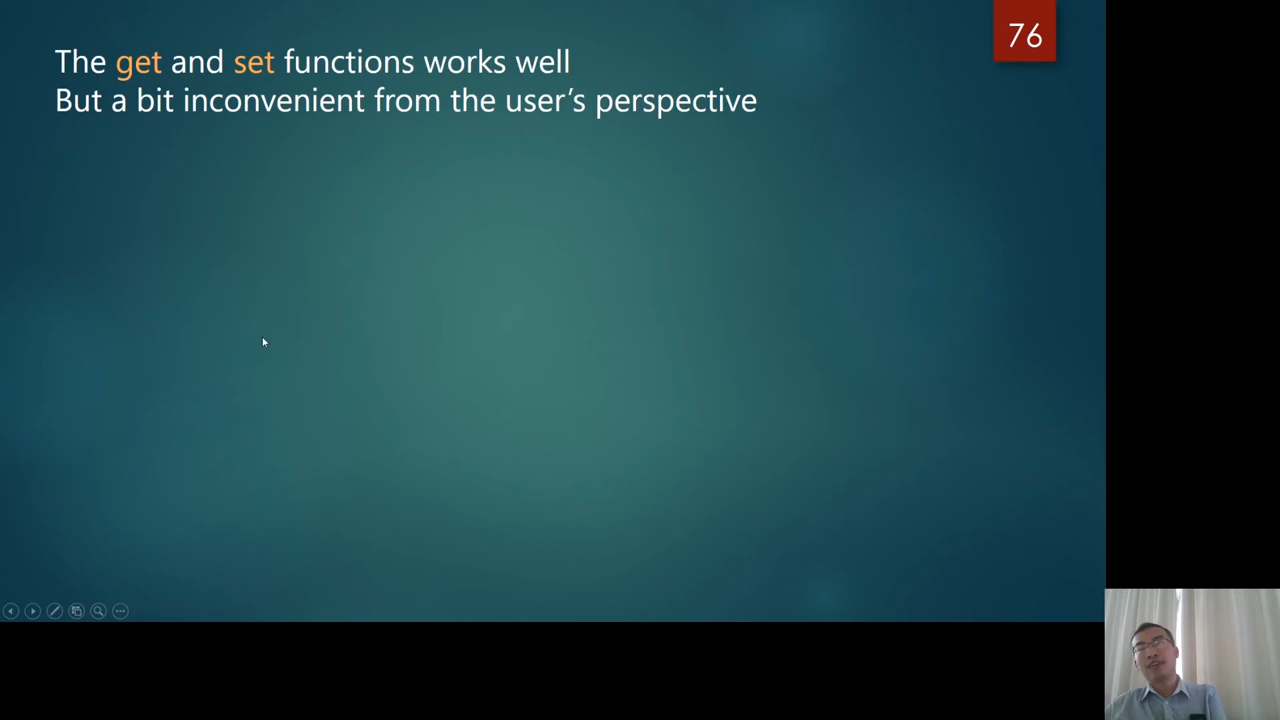 76
The get and set functions works well
But a bit inconvenient from the user’s perspective